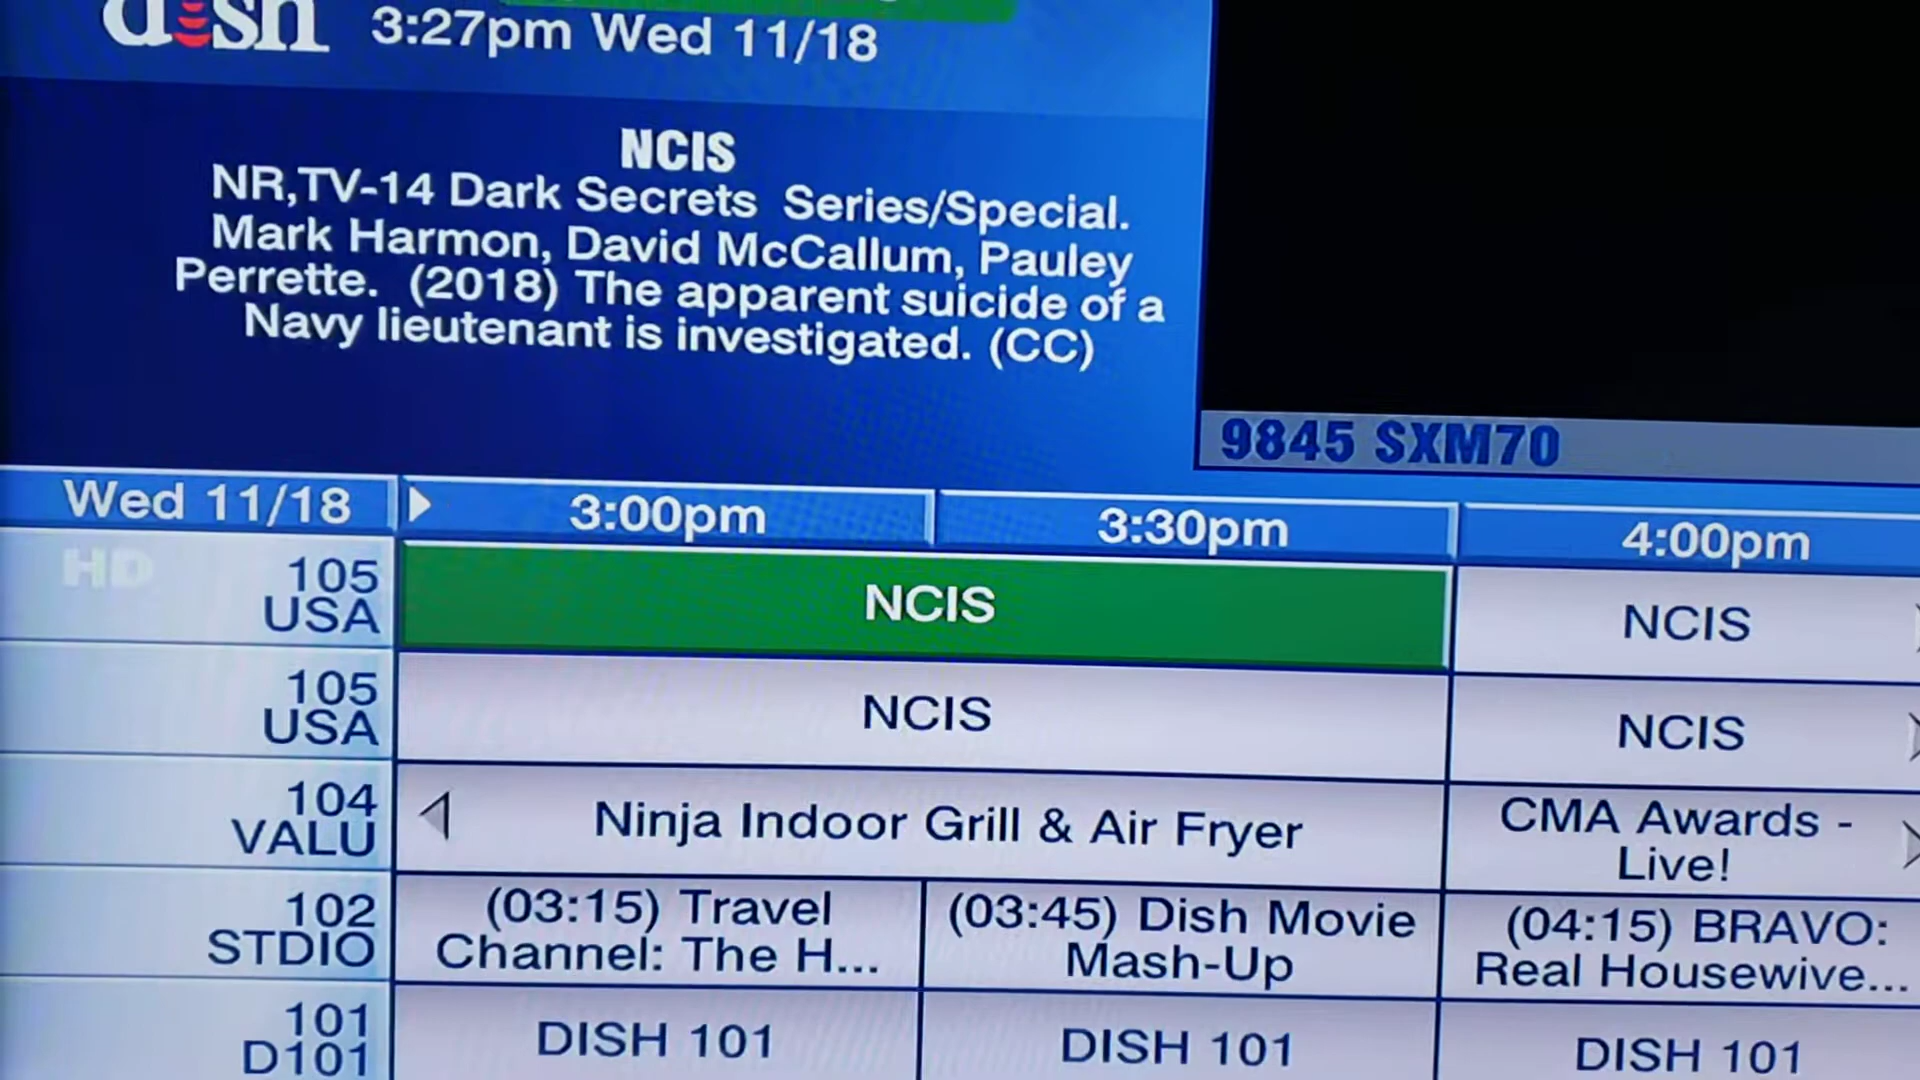 dish 3:27pm Wed 11/18
NCIS
NR,TV-14 Dark Secrets Series/Special.
Mark Harmon, David McCallum, Pauley
Perrette. (2018) The apparent suicide of a
Navy lieutenant is investigated. (CC)
9845 SXM70
Wed 11/18 3:00pm 3:30pm 4:00pm
HD 105
USA
NCIS
NCIS
105
USA
NCIS
NCIS
104
VALU
Ninja Indoor Grill & Air Fryer
CMA Awards -
Live!
102
STDIO
(03:15) Travel
Channel: The H...
(03:45) Dish Movie
Mash-Up
(04:15) BRAVO:
Real Housewive...
101
D101
DISH 101
DISH 101
DISH 101